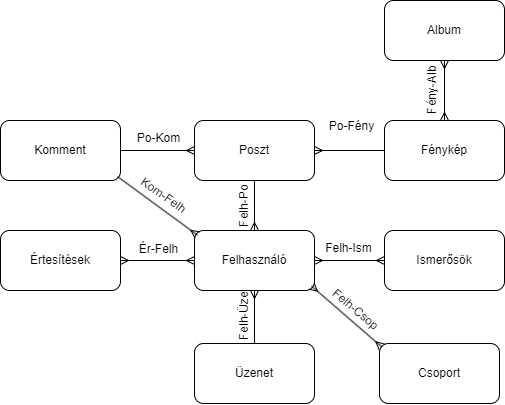 Album
Fény-Alb
Komment
Po-Kom
Poszt
Po-Fény
Fénykép
Kom-Felh
Felh-Po
Értesítések
Ér-Felh
Felhasználó
Felh-Ism
Ismerősök
Felh-Üze
Felh-Csop
Üzenet
Csoport